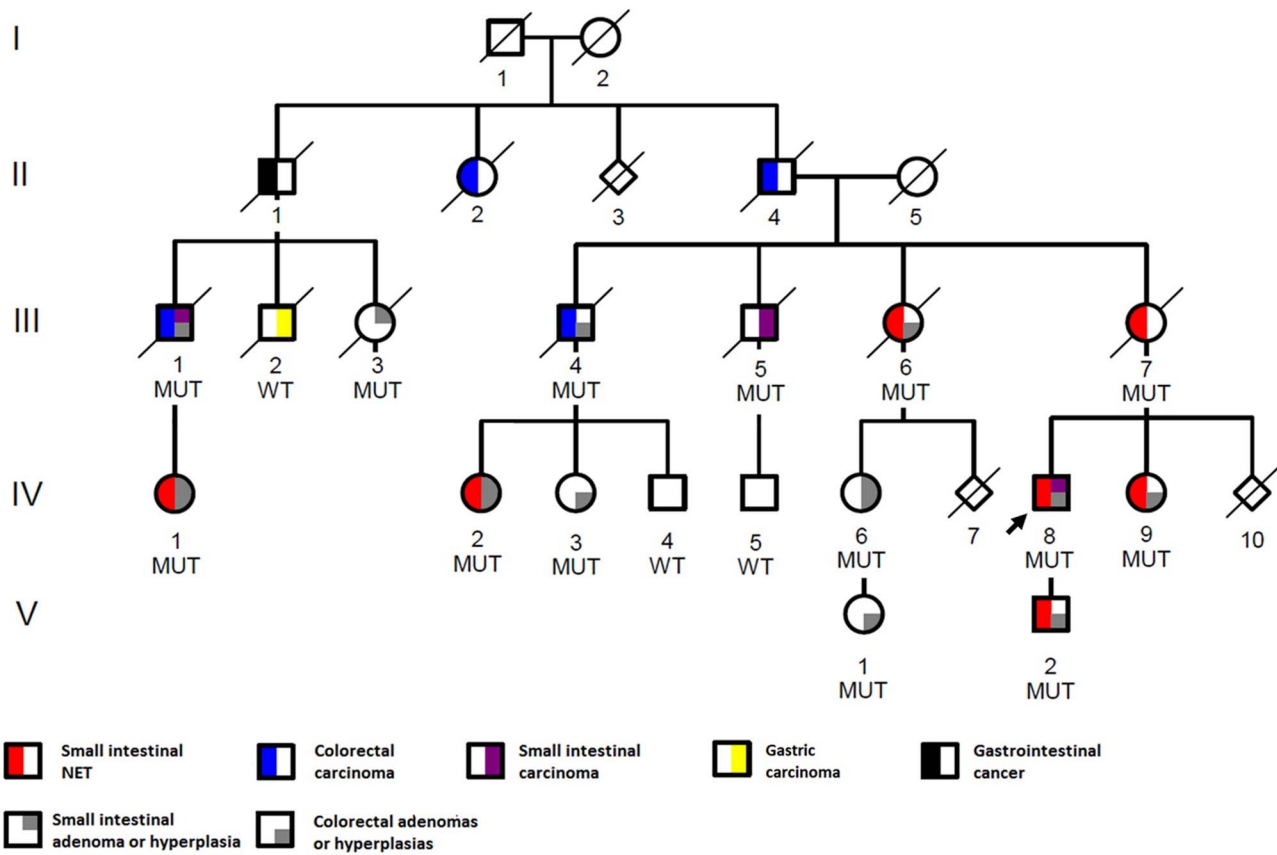 I
1 2
II
1 2 3 4 5
III
1 2 3 4 5 6 7
MUT WT MUT MUT MUT MUT MUT
IV
1 2 3 4 5 6 7 8 9 10
MUT MUT MUT WT WT MUT MUT MUT
V
1 2
MUT MUT
Small intestinal Colorectal Small intestinal Gastric Gastrointestinal
NET carcinoma carcinoma carcinoma cancer
Small intestinal Colorectal adenomas
adenoma or hyperplasia or hyperplasias